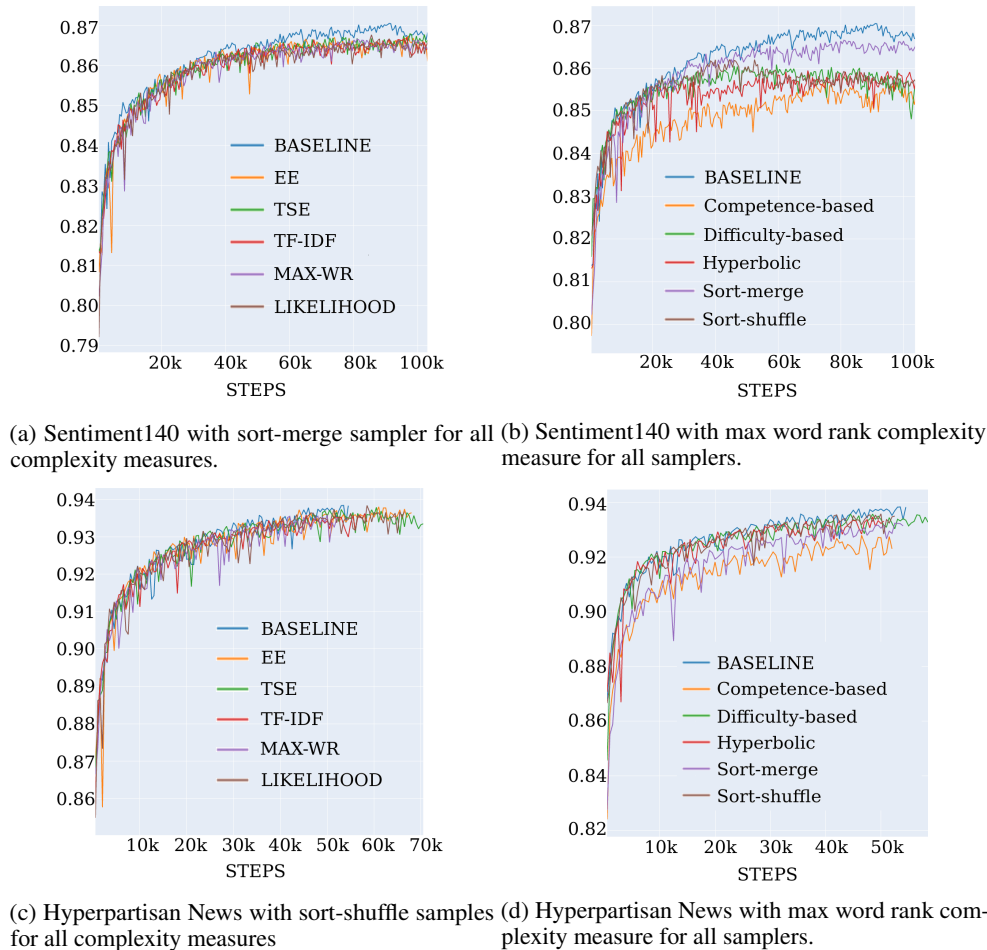 0.87
0.86
0.85
0.84
0.83
0.82
0.81
0.80
0.79
BASELINE
EE
TSE
TF-IDF
MAX-WR
LIKELIHOOD
20k 40k 60k 80k 100k
STEPS
(a) Sentiment140 with sort-merge sampler for all
complexity measures.
0.87
0.86
0.85
0.84
0.83
0.82
0.81
0.80
BASELINE
Competence-based
Difficulty-based
Hyperbolic
Sort-merge
Sort-shuffle
20k 40k 60k 80k 100k
STEPS
(b) Sentiment140 with max word rank complexity
measure for all samplers.
0.94
0.93
0.92
0.91
0.90
0.89
0.88
0.87
0.86
BASELINE
EE
TSE
TF-IDF
MAX-WR
LIKELIHOOD
10k 20k 30k 40k 50k 60k 70k
STEPS
(c) Hyperpartisan News with sort-shuffle samples
for all complexity measures
0.94
0.92
0.90
0.88
0.86
0.84
0.82
BASELINE
Competence-based
Difficulty-based
Hyperbolic
Sort-merge
Sort-shuffle
10k 20k 30k 40k 50k
STEPS
(d) Hyperpartisan News with max word rank com-
plexity measure for all samplers.